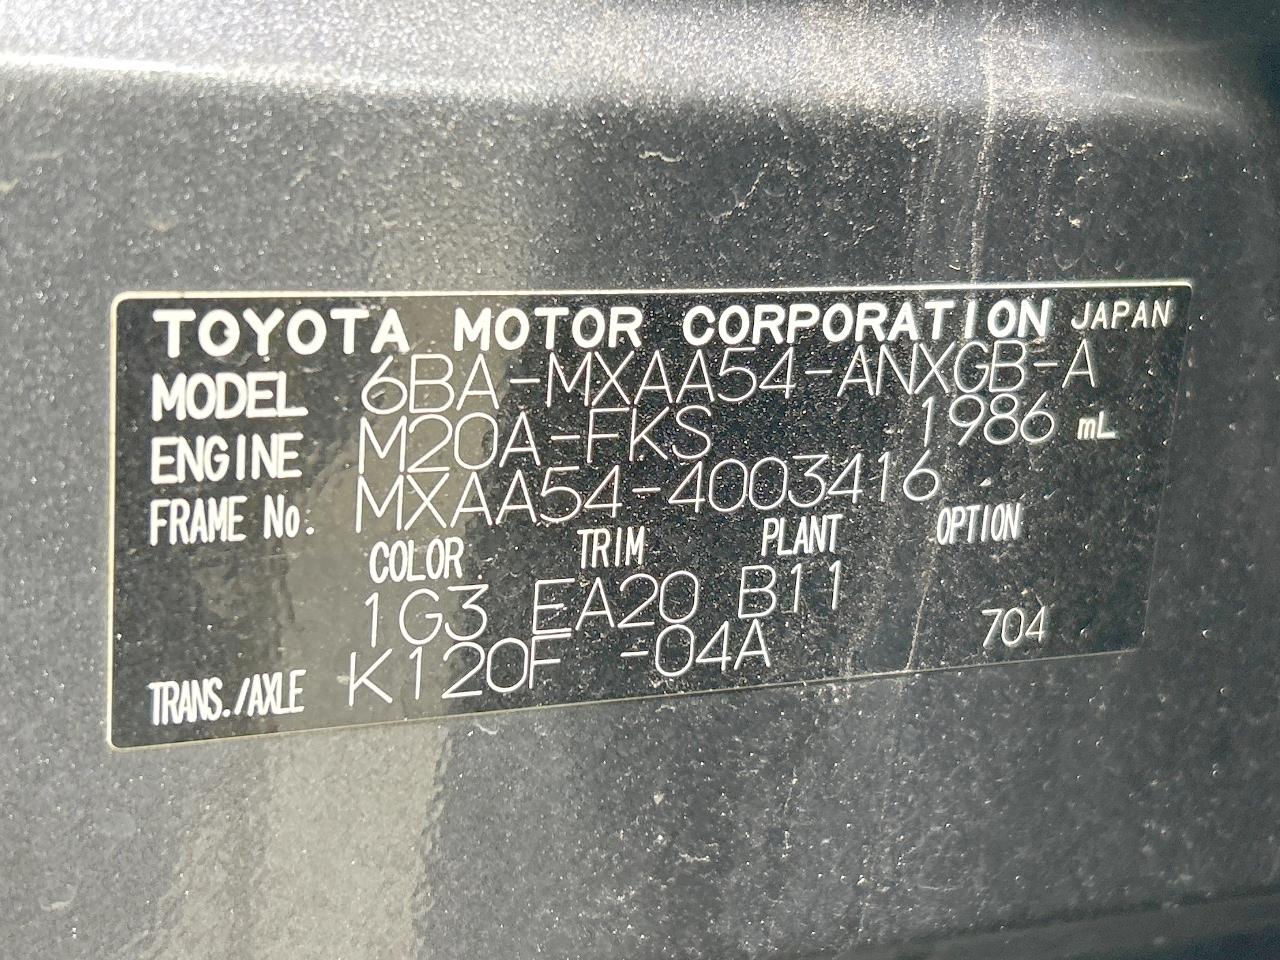 TOYOTA MOTOR CORPORATION JAPAN
MODEL 6BA-MXAA54-ANXGB-A
ENGINE M20A-FKS 1986 mL
FRAME No. MXAA54-4003416
COLOR TRIM PLANT OPTION
1G3 EA20 B11
TRANS./AXLE K120F -04A 704